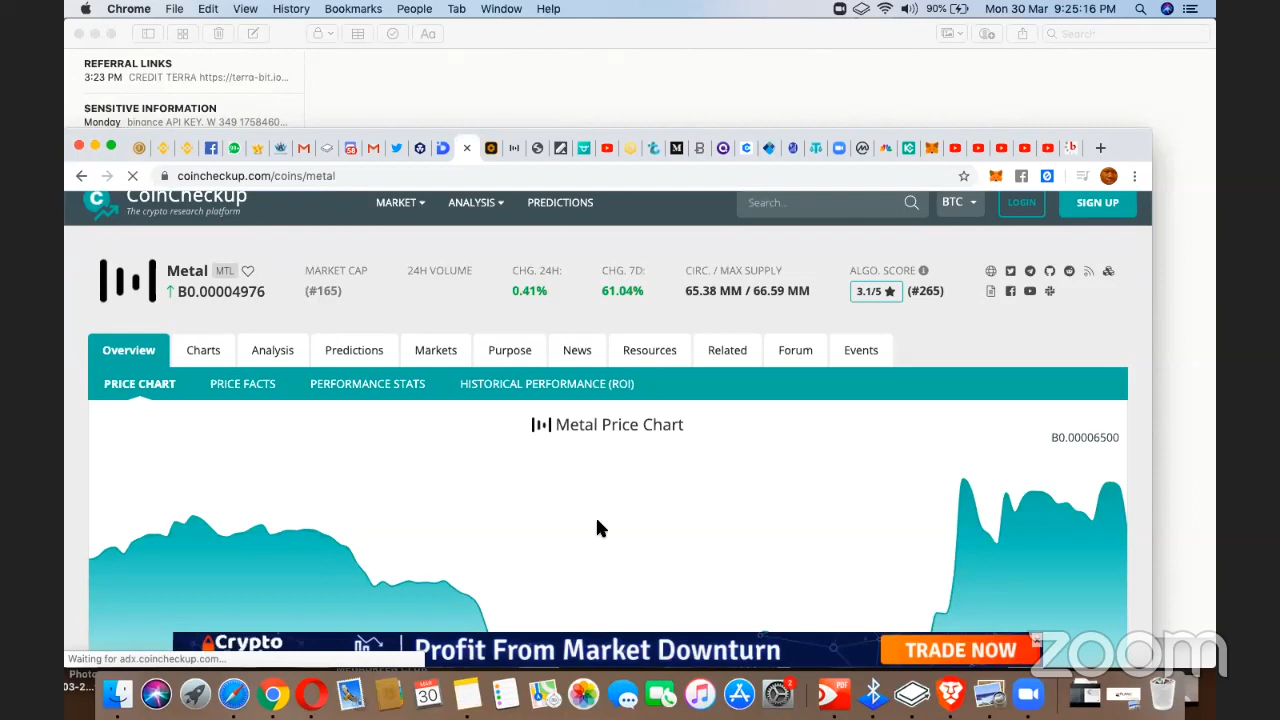 Chrome File Edit View History Bookmarks People Tab Window Help 90% Mon 30 Mar 9:25:16 PM
Aa Search
REFERRAL LINKS
3:23 PM CREDIT TERRA https://terra-bit.io...
SENSITIVE INFORMATION
Monday binance API KEY. W 349 1758460...
coincheckup.com/coins/metal
CoinCheckup
The crypto research platform
MARKET ANALYSIS PREDICTIONS Search... BTC LOGIN SIGN UP
Metal MTL MARKET CAP 24H VOLUME CHG. 24H: CHG. 7D: CIRC. / MAX SUPPLY ALGO. SCORE
↑ B0.00004976 (#165) 0.41% 61.04% 65.38 MM / 66.59 MM 3.1/5 ★ (#265)
Overview Charts Analysis Predictions Markets Purpose News Resources Related Forum Events
PRICE CHART PRICE FACTS PERFORMANCE STATS HISTORICAL PERFORMANCE (ROI)
Metal Price Chart
B0.00006500
Crypto Profit From Market Downturn TRADE NOW
Waiting for adx.coincheckup.com...
zoom